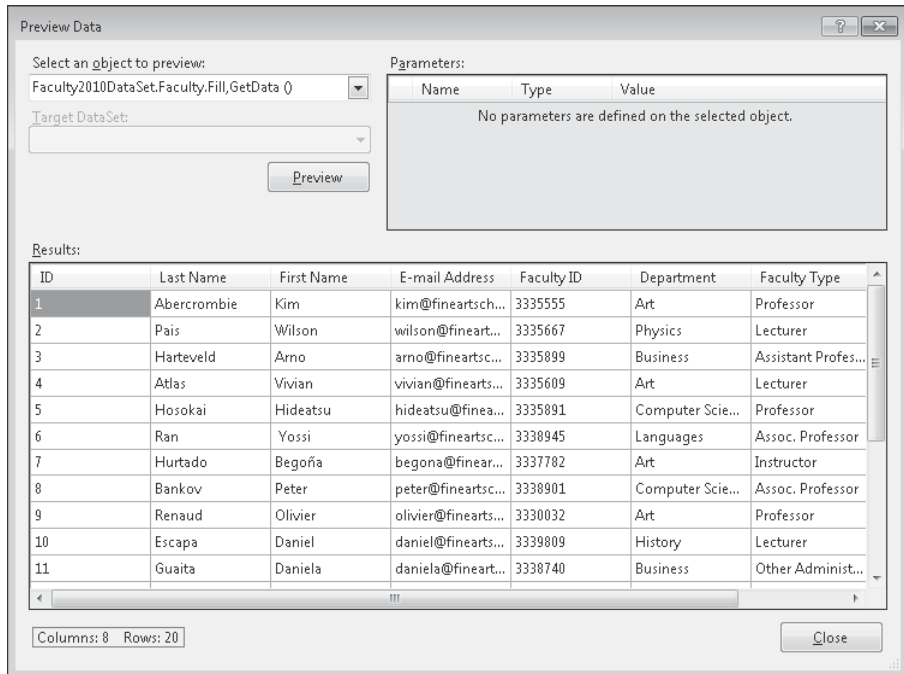 Preview Data
Select an object to preview:
Faculty2010DataSet.Faculty.Fill,GetData ()
Target DataSet:
Preview
Parameters:
Name Type Value
No parameters are defined on the selected object.
Results:
ID Last Name First Name E-mail Address Faculty ID Department Faculty Type
1 Abercrombie Kim kim@fineartsch... 3335555 Art Professor
2 Pais Wilson wilson@fineart... 3335667 Physics Lecturer
3 Harteveld Arno arno@fineartsc... 3335899 Business Assistant Profes...
4 Atlas Vivian vivian@finearts... 3335609 Art Lecturer
5 Hosokai Hideatsu hideatsu@finea... 3335891 Computer Scie... Professor
6 Ran Yossi yossi@fineartsc... 3338945 Languages Assoc. Professor
7 Hurtado Begoña begona@finear... 3337782 Art Instructor
8 Bankov Peter peter@fineartsc... 3338901 Computer Scie... Assoc. Professor
9 Renaud Olivier olivier@finearts... 3330032 Art Professor
10 Escapa Daniel daniel@finearts... 3339809 History Lecturer
11 Guaita Daniela daniela@fineart... 3338740 Business Other Administ...
Columns: 8 Rows: 20
Close